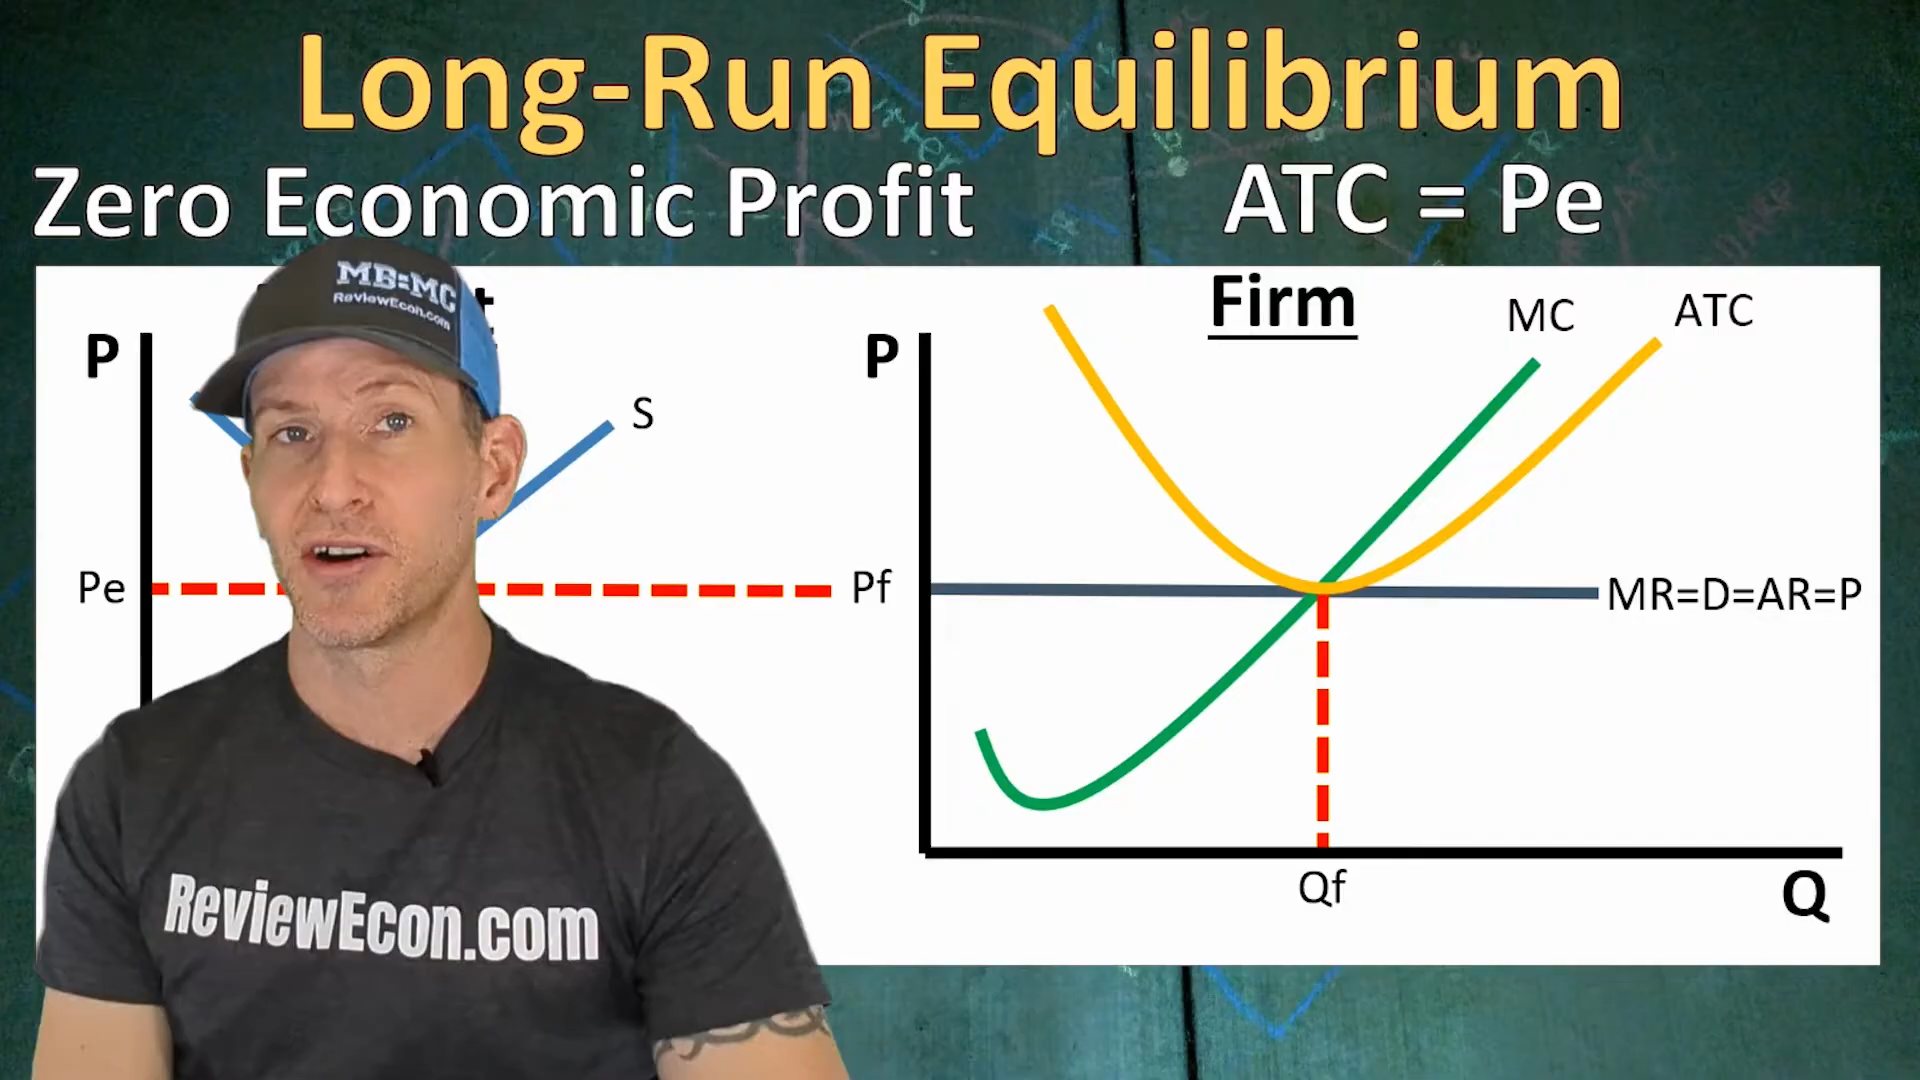 Long-Run Equilibrium
Zero Economic Profit
ATC = Pe
MB=MC
ReviewEcon.com
P
S
Pe
Pf
Firm
P
MC
ATC
MR=D=AR=P
Qf
Q
ReviewEcon.com